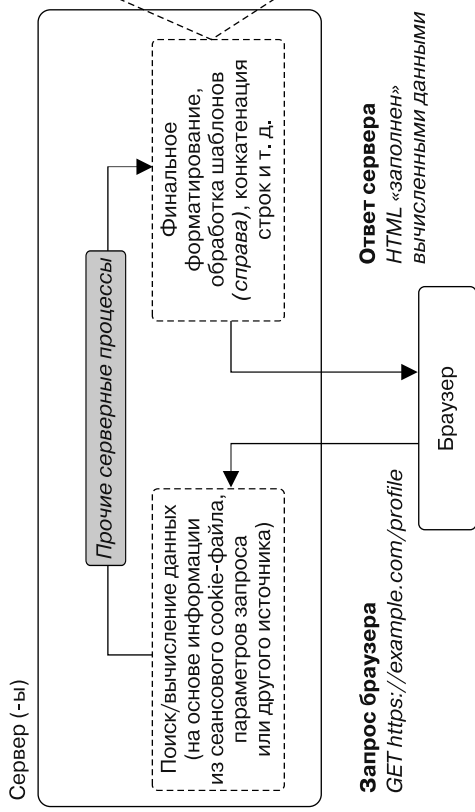 Сервер (-ы)
Прочие серверные процессы
Поиск/вычисление данных
(на основе информации
из сеансового cookie-файла,
параметров запроса
или другого источника)
Финальное
форматирование,
обработка шаблонов
(справа), конкатенация
строк и т. д.
Запрос браузера
GET https://example.com/profile
Браузер
Ответ сервера
HTML «заполнен»
вычисленными данными